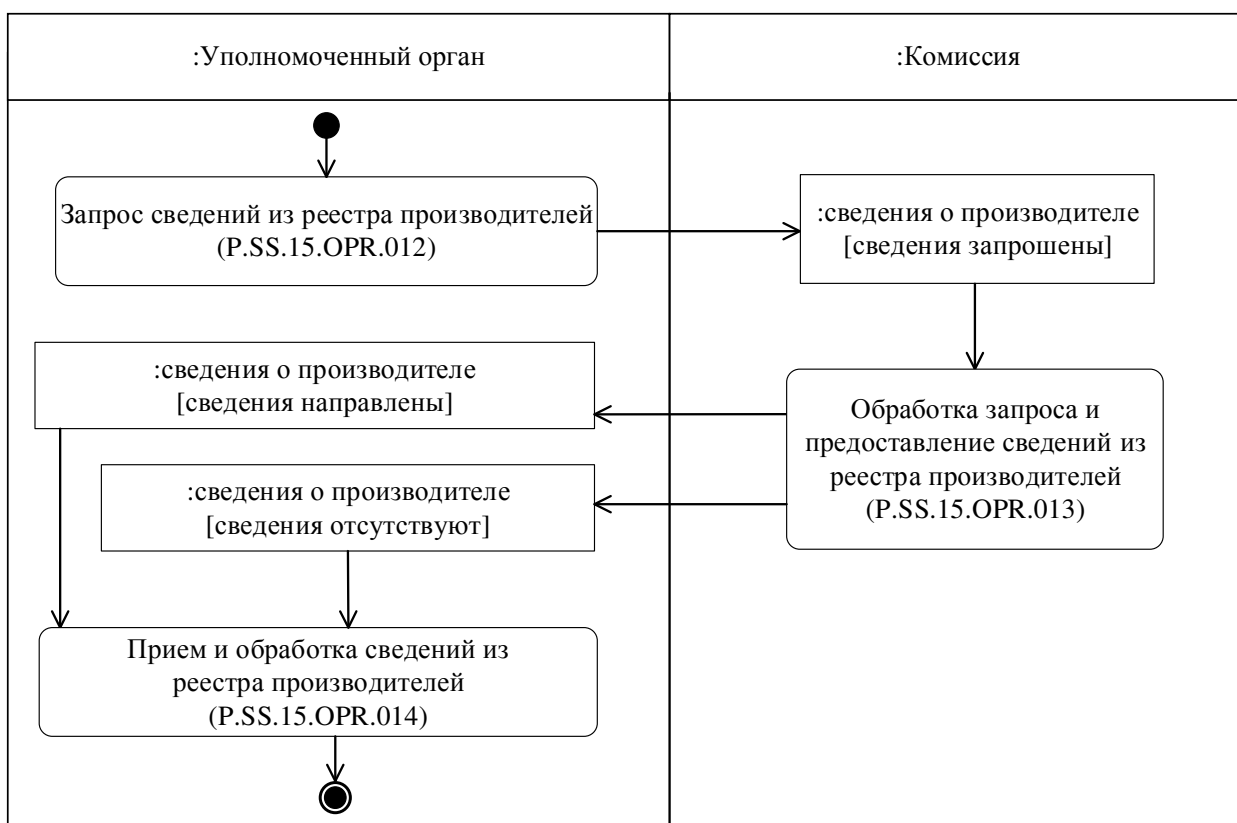 :Уполномоченный орган
:Комиссия
Запрос сведений из реестра производителей
(P.SS.15.OPR.012)
:сведения о производителе
[сведения запрошены]
:сведения о производителе
[сведения направлены]
Обработка запроса и
предоставление сведений из
реестра производителей
(P.SS.15.OPR.013)
:сведения о производителе
[сведения отсутствуют]
Прием и обработка сведений из
реестра производителей
(P.SS.15.OPR.014)